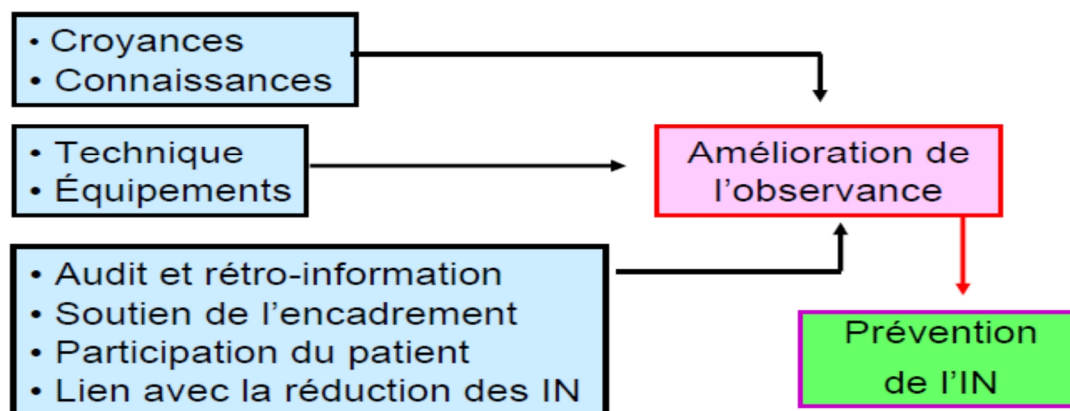 • Croyances
• Connaissances
• Technique
• Équipements
• Audit et rétro-information
• Soutien de l'encadrement
• Participation du patient
• Lien avec la réduction des IN
Amélioration de
l'observance
Prévention
de l'IN